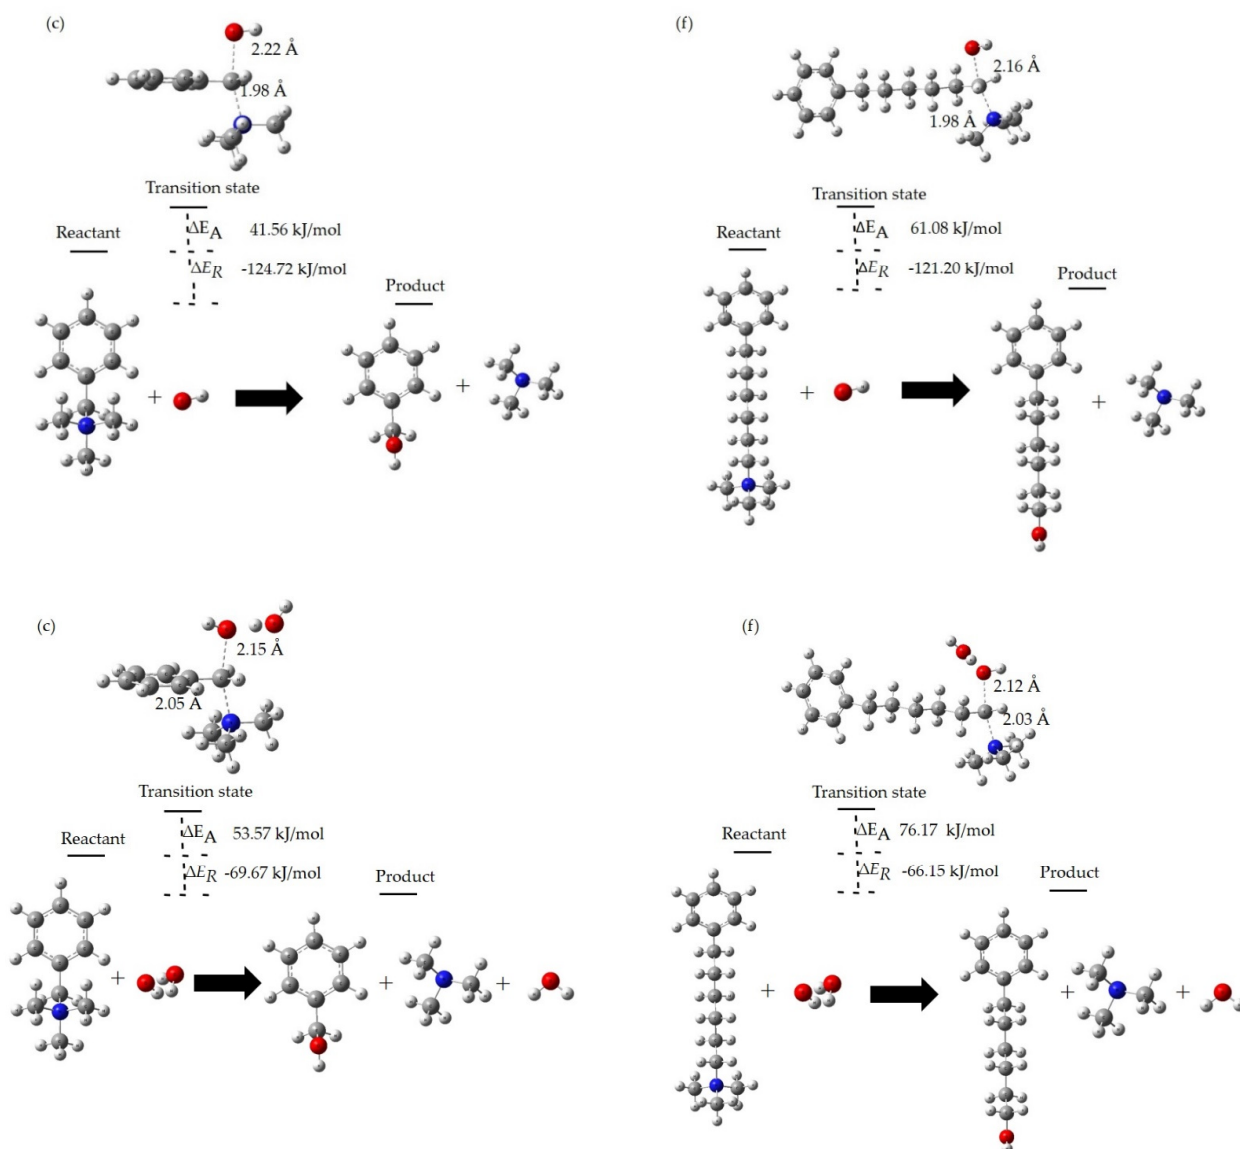 (c)
2.22 Å
1.98 Å
Transition state
Reactant
ΔEA 41.56 kJ/mol
ΔER -124.72 kJ/mol
Product
+
+
(f)
2.16 Å
1.98 Å
Transition state
Reactant
ΔEA 61.08 kJ/mol
ΔER -121.20 kJ/mol
Product
+
+
(c)
2.15 Å
2.05 Å
Transition state
Reactant
ΔEA 53.57 kJ/mol
ΔER -69.67 kJ/mol
Product
+
+
+
(f)
2.12 Å
2.03 Å
Transition state
Reactant
ΔEA 76.17 kJ/mol
ΔER -66.15 kJ/mol
Product
+
+
+